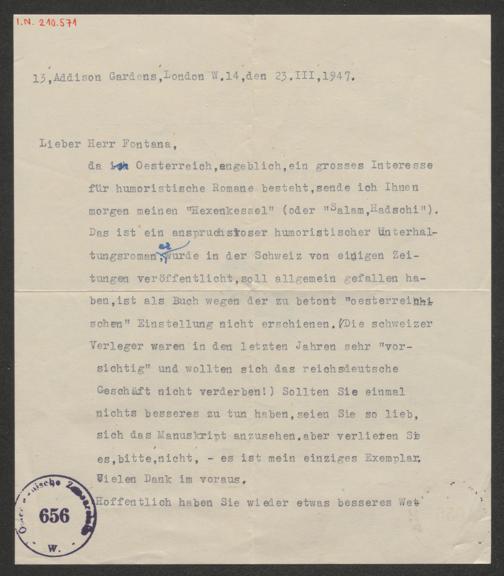 I.N. 210.571
13,Addison Gardens,London W.14,den 23.III,1947.
Lieber Herr Fontana,
da in Oesterreich,angeblich,ein grosses Interesse
für humoristische Romane besteht,sende ich Ihnen
morgen meinen "Hexenkessel" (oder "Salam,Hadschi").
Das ist ein anspruchsloser humoristischer Unterhal-
tungsroman, es wurde in der Schweiz von einigen Zei-
tungen veröffentlicht,soll allgemein gefallen ha-
ben,ist als Buch wegen der zu betont "oesterreichi-
schen" Einstellung nicht erschienen.(Die schweizer
Verleger waren in den letzten Jahren sehr "vor-
sichtig" und wollten sich das reichsdeutsche
Geschäft nicht verderben!) Sollten Sie einmal
nichts besseres zu tun haben,seien Sie so lieb,
sich das Manuskript anzusehen.aber verlieren Si
es,bitte,nicht, - es ist mein einziges Exemplar.
Vielen Dank im voraus.
Hoffentlich haben Sie wieder etwas besseres Wet-
656
W.